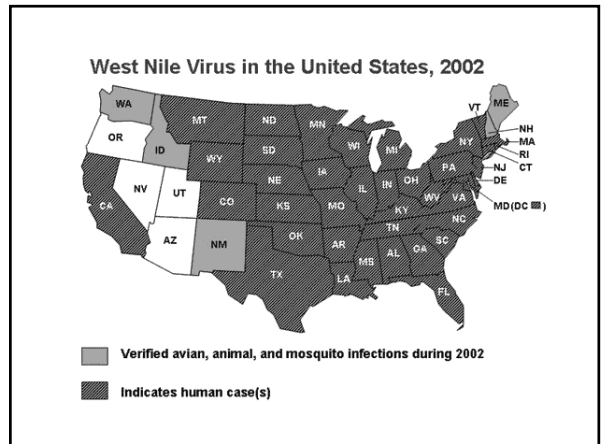 West Nile Virus in the United States, 2002
WA
MT
ND
MN
VT
ME
OR
ID
WY
SD
WI
MI
NY
NH
MA
RI
CT
NV
UT
CO
NE
IA
IL
IN
OH
PA
NJ
DE
MD(DC )
CA
KS
MO
KY
WV
VA
NC
AZ
NM
OK
AR
TN
SC
TX
LA
MS
AL
GA
FL
Verified avian, animal, and mosquito infections during 2002
Indicates human case(s)